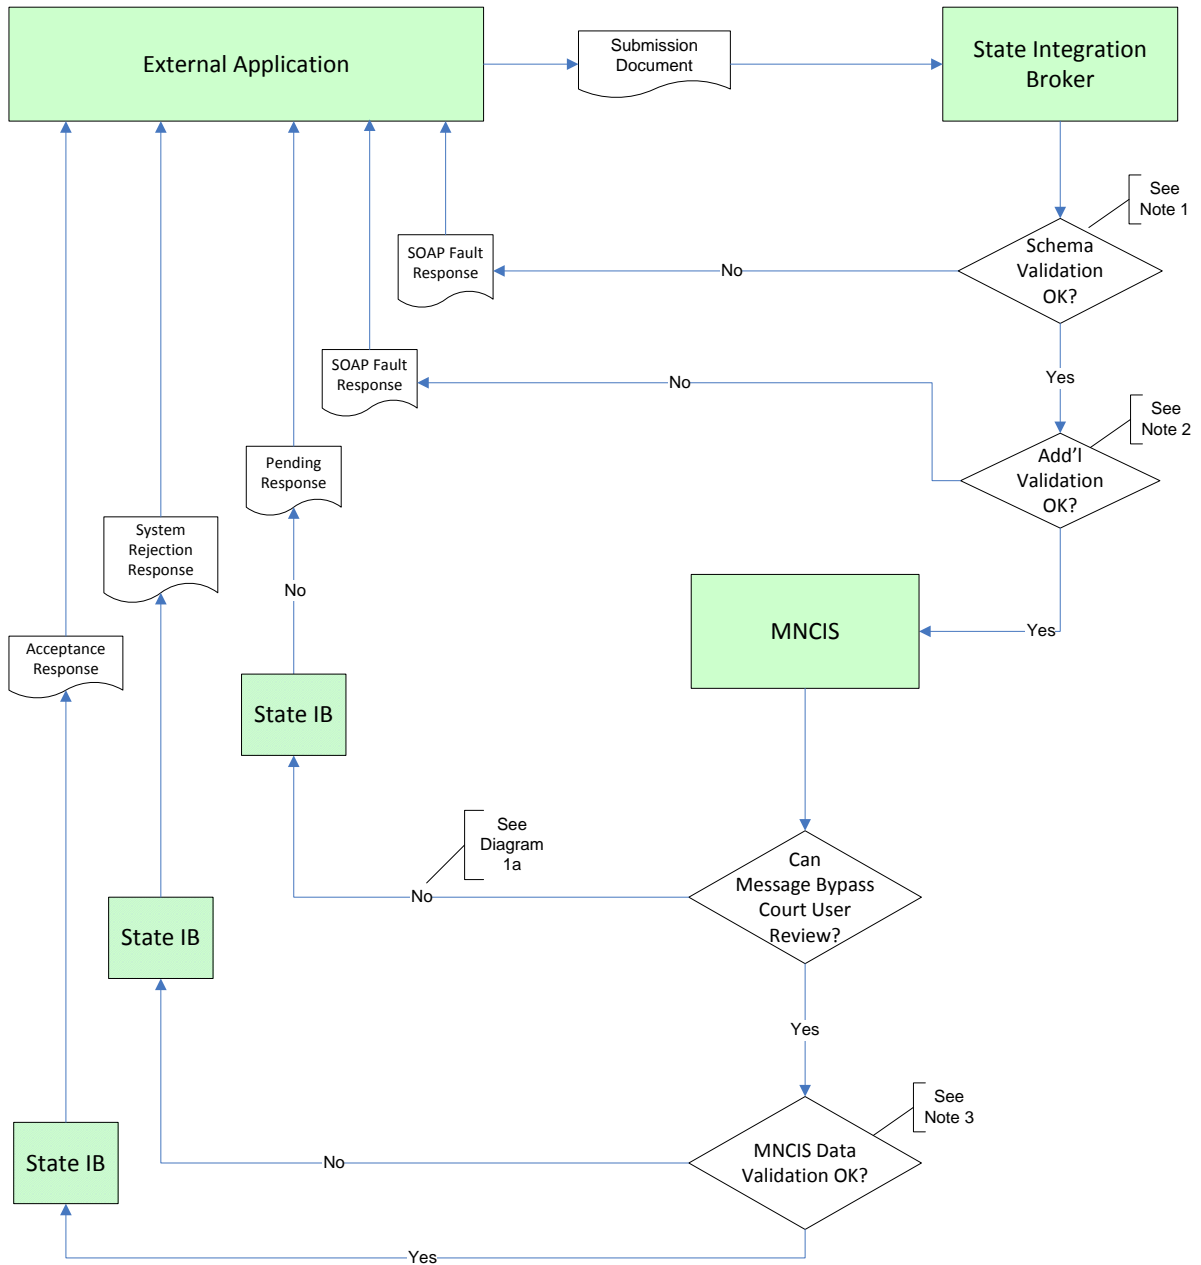 External Application
Submission
Document
State Integration
Broker
See
Note 1
SOAP Fault
Response
No
Schema
Validation
OK?
SOAP Fault
Response
No
Yes
See
Note 2
Pending
Response
Add'l
Validation
OK?
System
Rejection
Response
No
MNCIS
Yes
Acceptance
Response
State IB
See
Diagram
1a
No
Can
Message Bypass
Court User
Review?
State IB
Yes
See
Note 3
State IB
No
MNCIS Data
Validation OK?
Yes